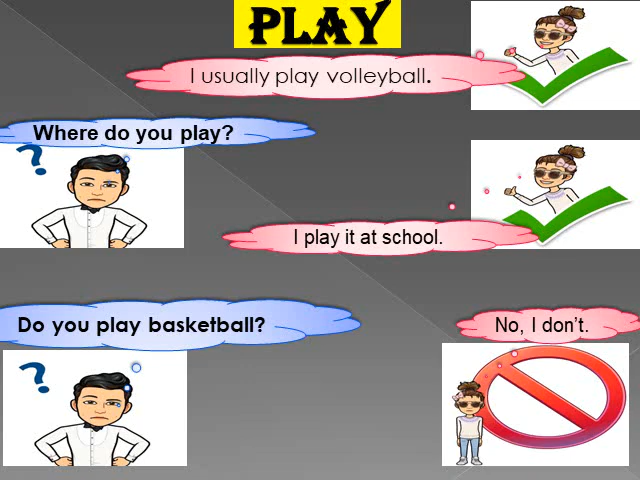 PLAY
I usually play volleyball.
Where do you play?
?
I play it at school.
Do you play basketball?
No, I don't.
?